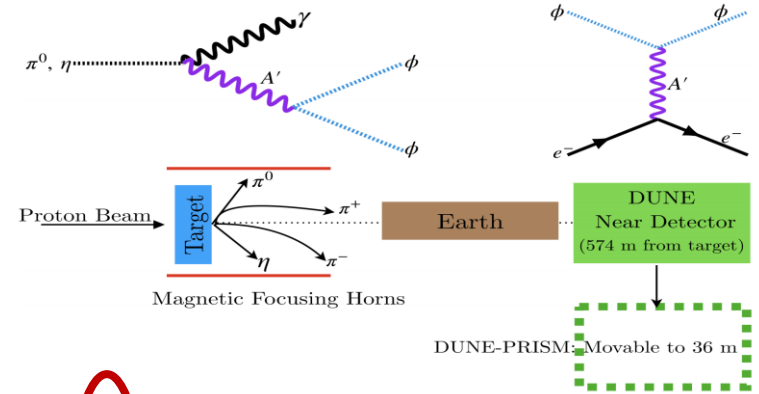 γ
π⁰, η
A′
ϕ
ϕ
ϕ
ϕ
A′
e⁻
e⁻
Proton Beam
Target
π⁰
π⁺
η
π⁻
Magnetic Focusing Horns
Earth
DUNE
Near Detector
(574 m from target)
DUNE-PRISM: Movable to 36 m